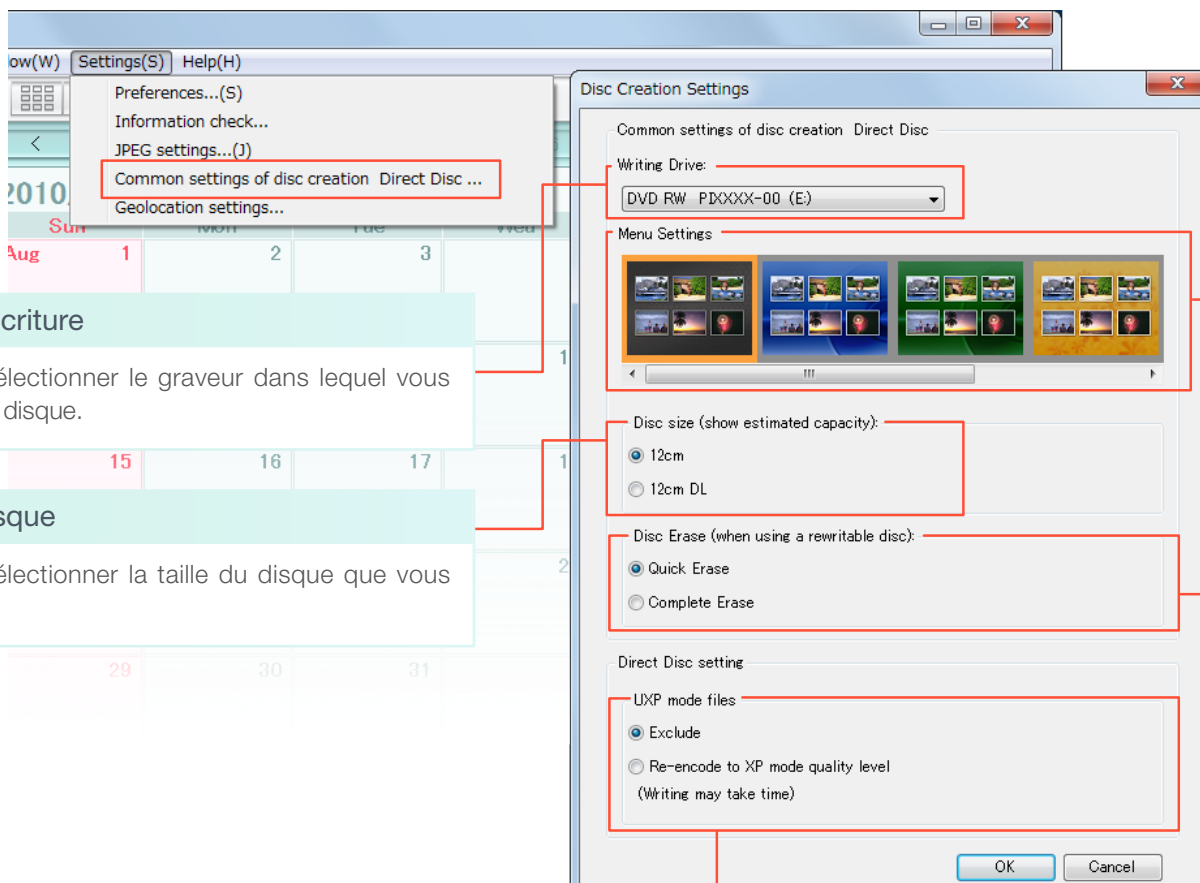 ow(W) Settings(S) Help(H)
Preferences...(S)
Information check...
JPEG settings...(J)
Common settings of disc creation Direct Disc ...
Geolocation settings...
2010
Sun Mon Tue Wed
Aug 1 2 3
criture
électionner le graveur dans lequel vous
disque.
15 16 17 1
sque
électionner la taille du disque que vous
2
29 30 31
Disc Creation Settings
Common settings of disc creation Direct Disc
Writing Drive:
DVD RW PIXXXX-00 (E:)
Menu Settings
Disc size (show estimated capacity):
12cm
12cm DL
Disc Erase (when using a rewritable disc):
Quick Erase
Complete Erase
Direct Disc setting
UXP mode files
Exclude
Re-encode to XP mode quality level
(Writing may take time)
OK Cancel